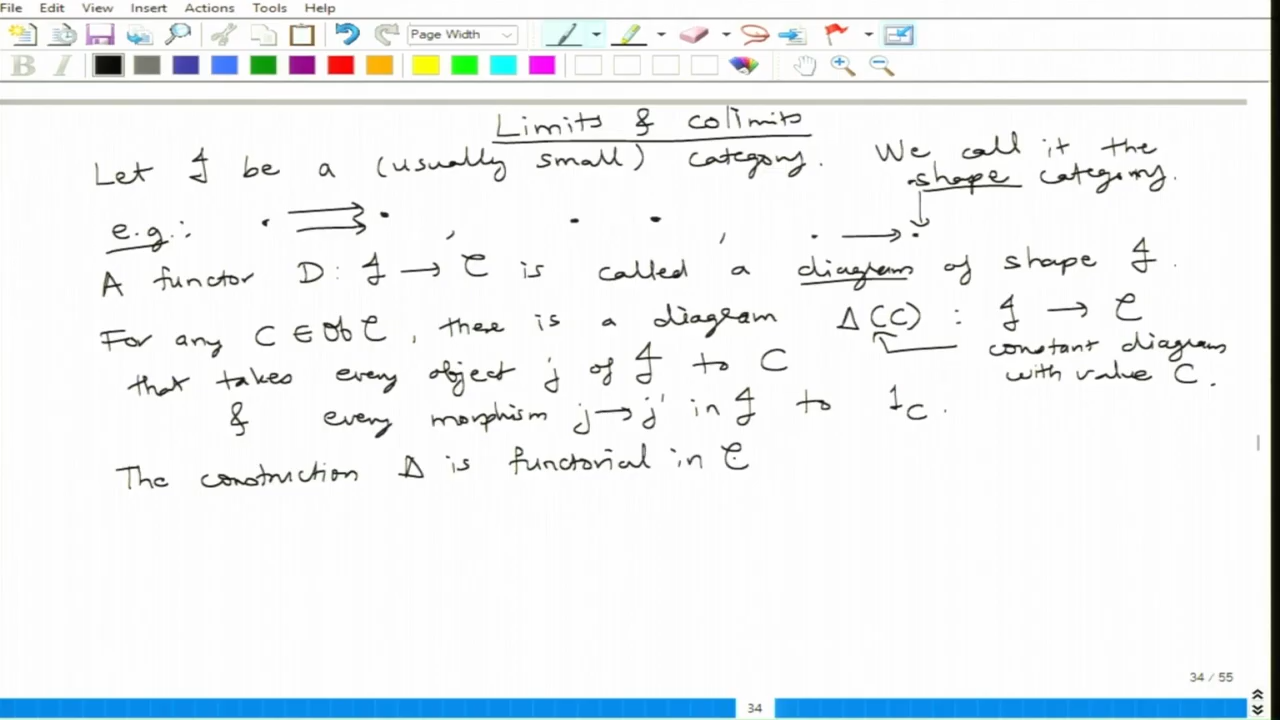 File Edit View Insert Actions Tools Help
Page Width
B I
Limits & colimits
Let J be a (usually small) category. We call it the
shape category.
e.g.: · ⇉ · , · · , · → ·
A functor D: J → C is called a diagram of shape J.
For any C ∈ Ob C, there is a diagram Δ(C) : J → C
constant diagram
with value C.
that takes every object j of J to C
& every morphism j → j' in J to 1_C.
The construction Δ is functorial in C
34 / 55
34